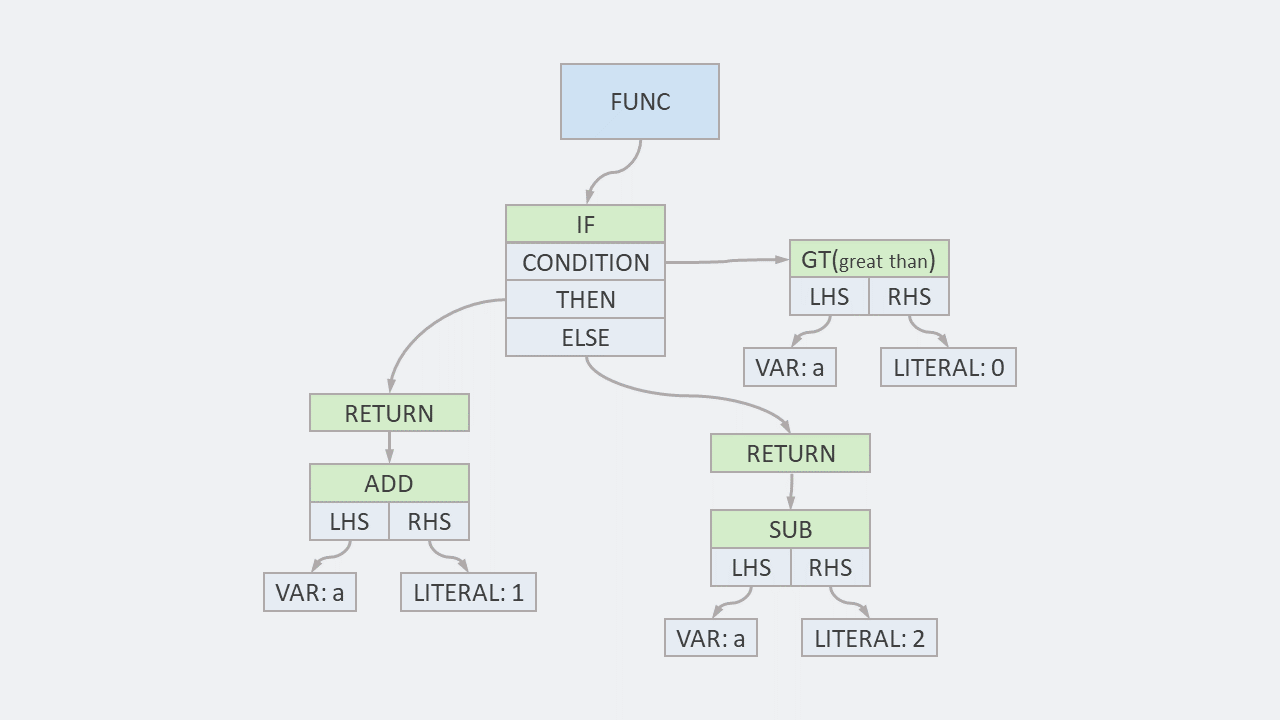 FUNC
IF
CONDITION
THEN
ELSE
GT(great than)
LHS RHS
VAR: a LITERAL: 0
RETURN
ADD
LHS RHS
VAR: a LITERAL: 1
RETURN
SUB
LHS RHS
VAR: a LITERAL: 2